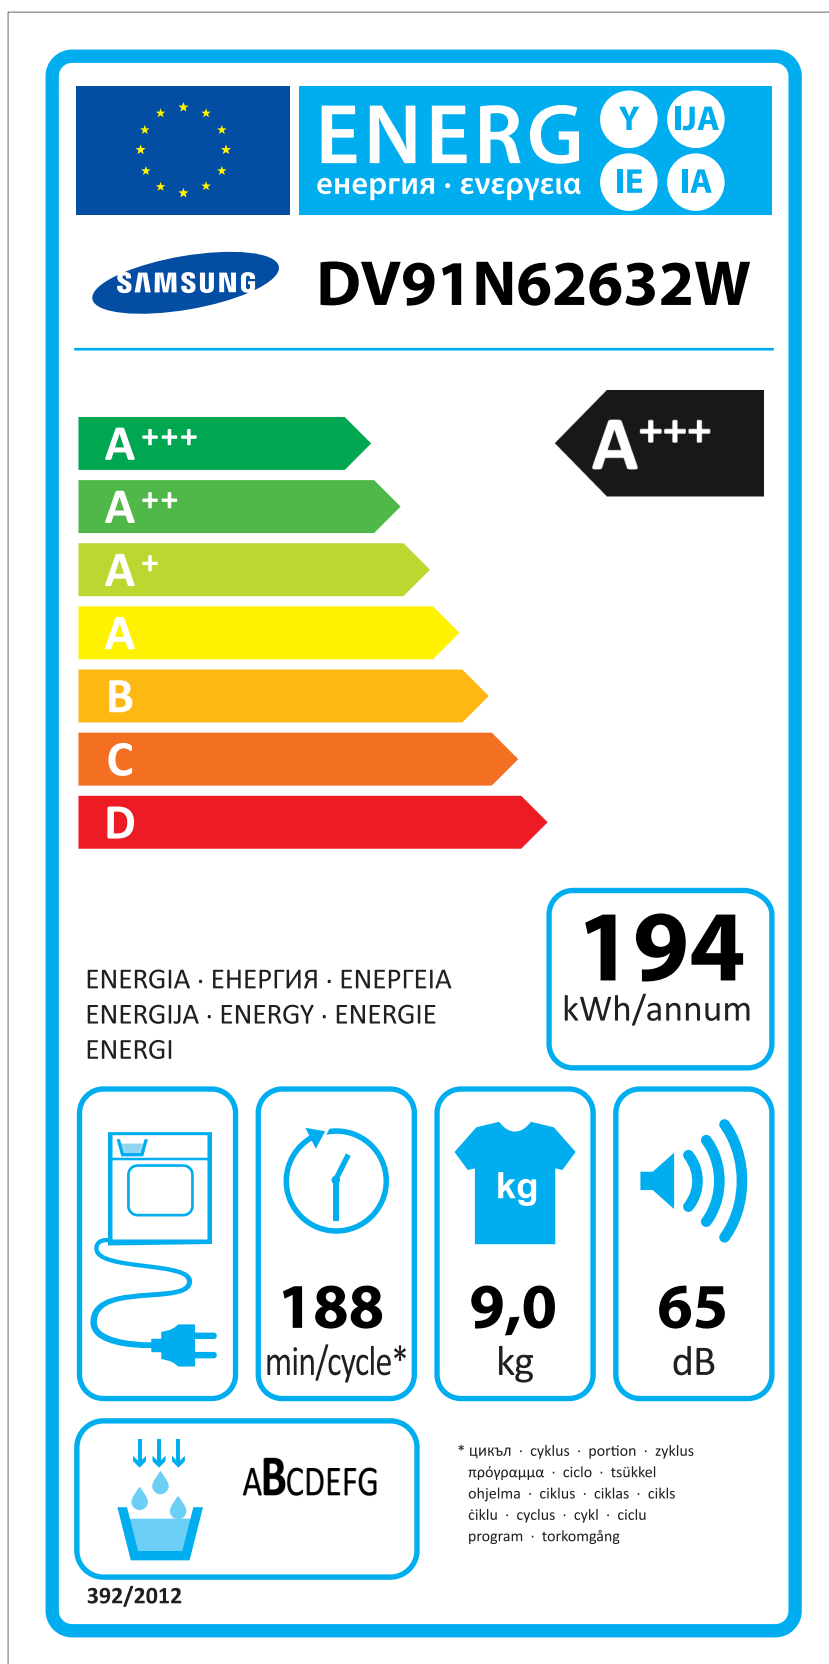 ENERG Y IJA
енергия · ενεργεια IE IA
SAMSUNG DV91N62632W
A+++ A+++
A++
A+
A
B
C
D
194
kWh/annum
ENERGIA · ЕНЕРГИЯ · ΕΝΕΡΓΕΙΑ
ENERGIJA · ENERGY · ENERGIE
ENERGI
kg
188 9,0 65
min/cycle* kg dB
ABCDEFG
* цикъл · cyklus · portion · zyklus
πρόγραμμα · ciclo · tsükkel
ohjelma · ciklus · ciklas · cikls
ċiklu · cyclus · cykl · ciclu
program · torkomgång
392/2012